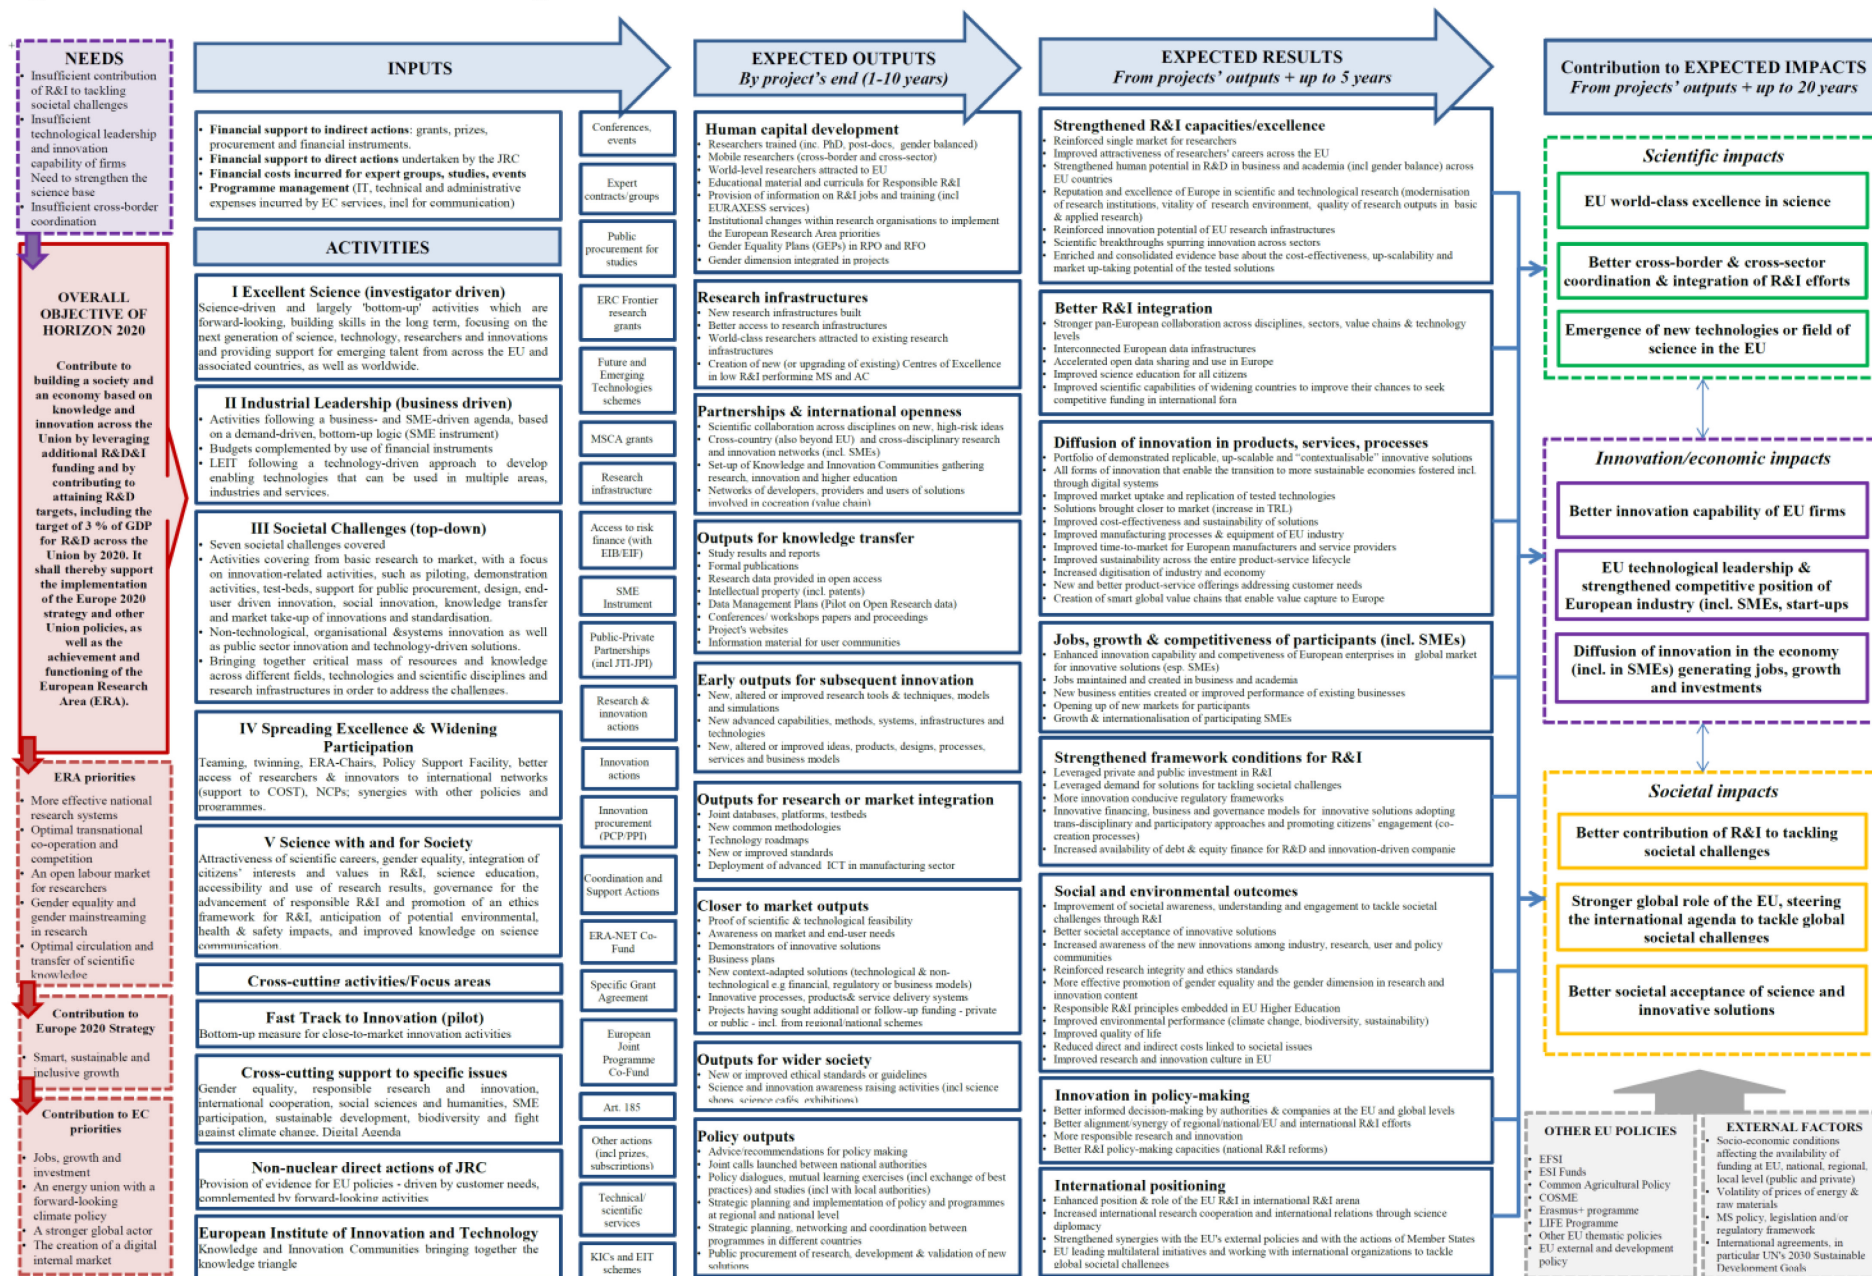 NEEDS
• Insufficient contribution
of R&I to tackling
societal challenges
• Insufficient
technological leadership
and innovation
capability of firms
Need to strengthen the
science base
• Insufficient cross-border
coordination
OVERALL
OBJECTIVE OF
HORIZON 2020
Contribute to
building a society and
an economy based on
knowledge and
innovation across the
Union by leveraging
additional R&D&I
funding and by
contributing to
attaining R&D
targets, including the
target of 3 % of GDP
for R&D across the
Union by 2020. It
shall thereby support
the implementation
of the Europe 2020
strategy and other
Union policies, as
well as the
achievement and
functioning of the
European Research
Area (ERA).
ERA priorities
• More effective national
research systems
• Optimal transnational
co-operation and
competition
• An open labour market
for researchers
• Gender equality and
gender mainstreaming
in research
• Optimal circulation and
transfer of scientific
knowledge
Contribution to
Europe 2020 Strategy
• Smart, sustainable and
inclusive growth
Contribution to EC
priorities
• Jobs, growth and
investment
• An energy union with a
forward-looking
climate policy
• A stronger global actor
• The creation of a digital
internal market
INPUTS
• Financial support to indirect actions: grants, prizes,
procurement and financial instruments.
• Financial support to direct actions undertaken by the JRC
• Financial costs incurred for expert groups, studies, events
• Programme management (IT, technical and administrative
expenses incurred by EC services, incl for communication)
ACTIVITIES
I Excellent Science (investigator driven)
Science-driven and largely 'bottom-up' activities which are
forward-looking, building skills in the long term, focusing on the
next generation of science, technology, researchers and innovations
and providing support for emerging talent from across the EU and
associated countries, as well as worldwide.
II Industrial Leadership (business driven)
• Activities following a business- and SME-driven agenda, based
on a demand-driven, bottom-up logic (SME instrument)
• Budgets complemented by use of financial instruments
• LEIT following a technology-driven approach to develop
enabling technologies that can be used in multiple areas,
industries and services.
III Societal Challenges (top-down)
• Seven societal challenges covered
• Activities covering from basic research to market, with a focus
on innovation-related activities, such as piloting, demonstration
activities, test-beds, support for public procurement, design, end-
user driven innovation, social innovation, knowledge transfer
and market take-up of innovations and standardisation.
• Non-technological, organisational &systems innovation as well
as public sector innovation and technology-driven solutions.
• Bringing together critical mass of resources and knowledge
across different fields, technologies and scientific disciplines and
research infrastructures in order to address the challenges.
IV Spreading Excellence & Widening
Participation
Teaming, twinning, ERA-Chairs, Policy Support Facility, better
access of researchers & innovators to international networks
(support to COST), NCPs; synergies with other policies and
programmes.
V Science with and for Society
Attractiveness of scientific careers, gender equality, integration of
citizens' interests and values in R&I, science education,
accessibility and use of research results, governance for the
advancement of responsible R&I and promotion of an ethics
framework for R&I, anticipation of potential environmental,
health & safety impacts, and improved knowledge on science
communication.
Cross-cutting activities/Focus areas
Fast Track to Innovation (pilot)
Bottom-up measure for close-to-market innovation activities
Cross-cutting support to specific issues
Gender equality, responsible research and innovation,
international cooperation, social sciences and humanities, SME
participation, sustainable development, biodiversity and fight
against climate change, Digital Agenda
Non-nuclear direct actions of JRC
Provision of evidence for EU policies - driven by customer needs,
complemented by forward-looking activities
European Institute of Innovation and Technology
Knowledge and Innovation Communities bringing together the
knowledge triangle
Conferences,
events
Expert
contracts/groups
Public
procurement for
studies
ERC Frontier
research
grants
Future and
Emerging
Technologies
schemes
MSCA grants
Research
infrastructure
Access to risk
finance (with
EIB/EIF)
SME
Instrument
Public-Private
Partnerships
(incl JTI-JPI)
Research &
innovation
actions
Innovation
actions
Innovation
procurement
(PCP/PPI)
Coordination and
Support Actions
ERA-NET Co-
Fund
Specific Grant
Agreement
European
Joint
Programme
Co-Fund
Art. 185
Other actions
(incl prizes,
subscriptions)
Technical/
scientific
services
KICs and EIT
schemes
EXPECTED OUTPUTS
By project's end (1-10 years)
Human capital development
• Researchers trained (inc. PhD, post-docs, gender balanced)
• Mobile researchers (cross-border and cross-sector)
• World-level researchers attracted to EU
• Educational material and curricula for Responsible R&I
• Provision of information on R&I jobs and training (incl
EURAXESS services)
• Institutional changes within research organisations to implement
the European Research Area priorities
• Gender Equality Plans (GEPs) in RPO and RFO
• Gender dimension integrated in projects
Research infrastructures
• New research infrastructures built
• Better access to research infrastructures
• World-class researchers attracted to existing research
infrastructures
• Creation of new (or upgrading of existing) Centres of Excellence
in low R&I performing MS and AC
Partnerships & international openness
• Scientific collaboration across disciplines on new, high-risk ideas
• Cross-country (also beyond EU) and cross-disciplinary research
and innovation networks (incl. SMEs)
• Set-up of Knowledge and Innovation Communities gathering
research, innovation and higher education
• Networks of developers, providers and users of solutions
involved in cocreation (value chain)
Outputs for knowledge transfer
• Study results and reports
• Formal publications
• Research data provided in open access
• Intellectual property (incl. patents)
• Data Management Plans (Pilot on Open Research data)
• Conferences/ workshops papers and proceedings
• Project's websites
• Information material for user communities
Early outputs for subsequent innovation
• New, altered or improved research tools & techniques, models
and simulations
• New advanced capabilities, methods, systems, infrastructures and
technologies
• New, altered or improved ideas, products, designs, processes,
services and business models
Outputs for research or market integration
• Joint databases, platforms, testbeds
• New common methodologies
• Technology roadmaps
• New or improved standards
• Deployment of advanced ICT in manufacturing sector
Closer to market outputs
• Proof of scientific & technological feasibility
• Awareness on market and end-user needs
• Demonstrators of innovative solutions
• Business plans
• New context-adapted solutions (technological & non-
technological e.g financial, regulatory or business models)
• Innovative processes, products& service delivery systems
• Projects having sought additional or follow-up funding - private
or public - incl. from regional/national schemes
Outputs for wider society
• New or improved ethical standards or guidelines
• Science and innovation awareness raising activities (incl science
shops, science cafés, exhibitions)
Policy outputs
• Advice/recommendations for policy making
• Joint calls launched between national authorities
• Policy dialogues, mutual learning exercises (incl exchange of best
practices) and studies (incl with local authorities)
• Strategic planning and implementation of policy and programmes
at regional and national level
• Strategic planning, networking and coordination between
programmes in different countries
• Public procurement of research, development & validation of new
solutions
EXPECTED RESULTS
From projects' outputs + up to 5 years
Strengthened R&I capacities/excellence
• Reinforced single market for researchers
• Improved attractiveness of researchers' careers across the EU
• Strengthened human potential in R&D in business and academia (incl gender balance) across
EU countries
• Reputation and excellence of Europe in scientific and technological research (modernisation
of research institutions, vitality of research environment, quality of research outputs in basic
& applied research)
• Reinforced innovation potential of EU research infrastructures
• Scientific breakthroughs spurring innovation across sectors
• Enriched and consolidated evidence base about the cost-effectiveness, up-scalability and
market up-taking potential of the tested solutions
Better R&I integration
• Stronger pan-European collaboration across disciplines, sectors, value chains & technology
levels
• Interconnected European data infrastructures
• Accelerated open data sharing and use in Europe
• Improved science education for all citizens
• Improved scientific capabilities of widening countries to improve their chances to seek
competitive funding in international fora
Diffusion of innovation in products, services, processes
• Portfolio of demonstrated replicable, up-scalable and "contextualisable" innovative solutions
• All forms of innovation that enable the transition to more sustainable economies fostered incl.
through digital systems
• Improved market uptake and replication of tested technologies
• Solutions brought closer to market (increase in TRL)
• Improved cost-effectiveness and sustainability of solutions
• Improved manufacturing processes & equipment of EU industry
• Improved time-to-market for European manufacturers and service providers
• Improved sustainability across the entire product-service lifecycle
• Increased digitisation of industry and economy
• New and better product-service offerings addressing customer needs
• Creation of smart global value chains that enable value capture to Europe
Jobs, growth & competitiveness of participants (incl. SMEs)
• Enhanced innovation capability and competiveness of European enterprises in global market
for innovative solutions (esp. SMEs)
• Jobs maintained and created in business and academia
• New business entities created or improved performance of existing businesses
• Opening up of new markets for participants
• Growth & internationalisation of participating SMEs
Strengthened framework conditions for R&I
• Leveraged private and public investment in R&I
• Leveraged demand for solutions for tackling societal challenges
• More innovation conducive regulatory frameworks
• Innovative financing, business and governance models for innovative solutions adopting
trans-disciplinary and participatory approaches and promoting citizens' engagement (co-
creation processes)
• Increased availability of debt & equity finance for R&D and innovation-driven companie
Social and environmental outcomes
• Improvement of societal awareness, understanding and engagement to tackle societal
challenges through R&I
• Better societal acceptance of innovative solutions
• Increased awareness of the new innovations among industry, research, user and policy
communities
• Reinforced research integrity and ethics standards
• More effective promotion of gender equality and the gender dimension in research and
innovation content
• Responsible R&I principles embedded in EU Higher Education
• Improved environmental performance (climate change, biodiversity, sustainability)
• Improved quality of life
• Reduced direct and indirect costs linked to societal issues
• Improved research and innovation culture in EU
Innovation in policy-making
• Better informed decision-making by authorities & companies at the EU and global levels
• Better alignment/synergy of regional/national/EU and international R&I efforts
• More responsible research and innovation
• Better R&I policy-making capacities (national R&I reforms)
International positioning
• Enhanced position & role of the EU R&I in international R&I arena
• Increased international research cooperation and international relations through science
diplomacy
• Strengthened synergies with the EU's external policies and with the actions of Member States
• EU leading multilateral initiatives and working with international organizations to tackle
global societal challenges
Contribution to EXPECTED IMPACTS
From projects' outputs + up to 20 years
Scientific impacts
EU world-class excellence in science
Better cross-border & cross-sector
coordination & integration of R&I efforts
Emergence of new technologies or field of
science in the EU
Innovation/economic impacts
Better innovation capability of EU firms
EU technological leadership &
strengthened competitive position of
European industry (incl. SMEs, start-ups
Diffusion of innovation in the economy
(incl. in SMEs) generating jobs, growth
and investments
Societal impacts
Better contribution of R&I to tackling
societal challenges
Stronger global role of the EU, steering
the international agenda to tackle global
societal challenges
Better societal acceptance of science and
innovative solutions
OTHER EU POLICIES
• EFSI
• ESI Funds
• Common Agricultural Policy
• COSME
• Erasmus+ programme
• LIFE Programme
• Other EU thematic policies
• EU external and development
policy
EXTERNAL FACTORS
• Socio-economic conditions
affecting the availability of
funding at EU, national, regional,
local level (public and private)
• Volatility of prices of energy &
raw materials
• MS policy, legislation and/or
regulatory framework
• International agreements, in
particular UN's 2030 Sustainable
Development Goals